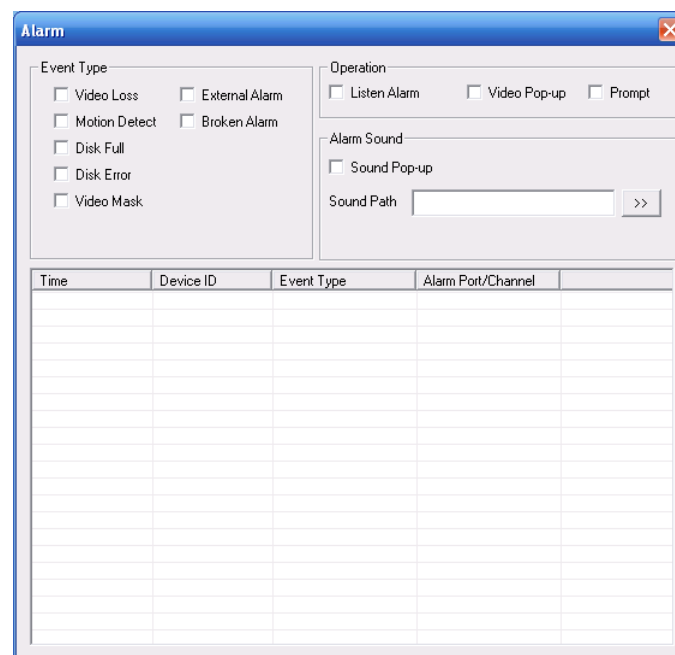 Alarm
Event Type
Video Loss External Alarm
Motion Detect Broken Alarm
Disk Full
Disk Error
Video Mask
Operation
Listen Alarm Video Pop-up Prompt
Alarm Sound
Sound Pop-up
Sound Path >>
Time Device ID Event Type Alarm Port/Channel